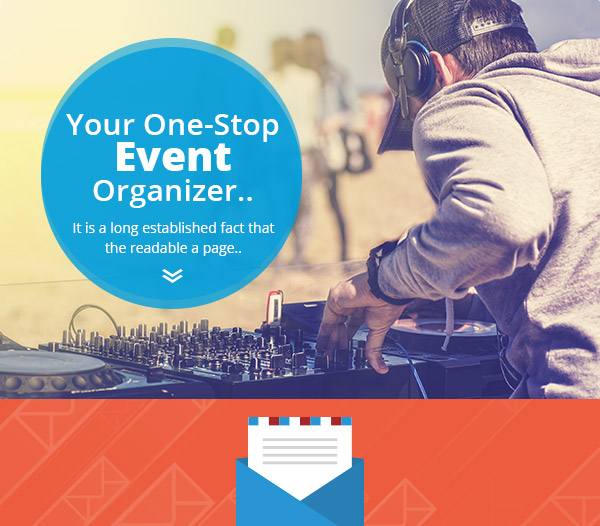 Your One-Stop
Event
Organizer..
It is a long established fact that
the readable a page..